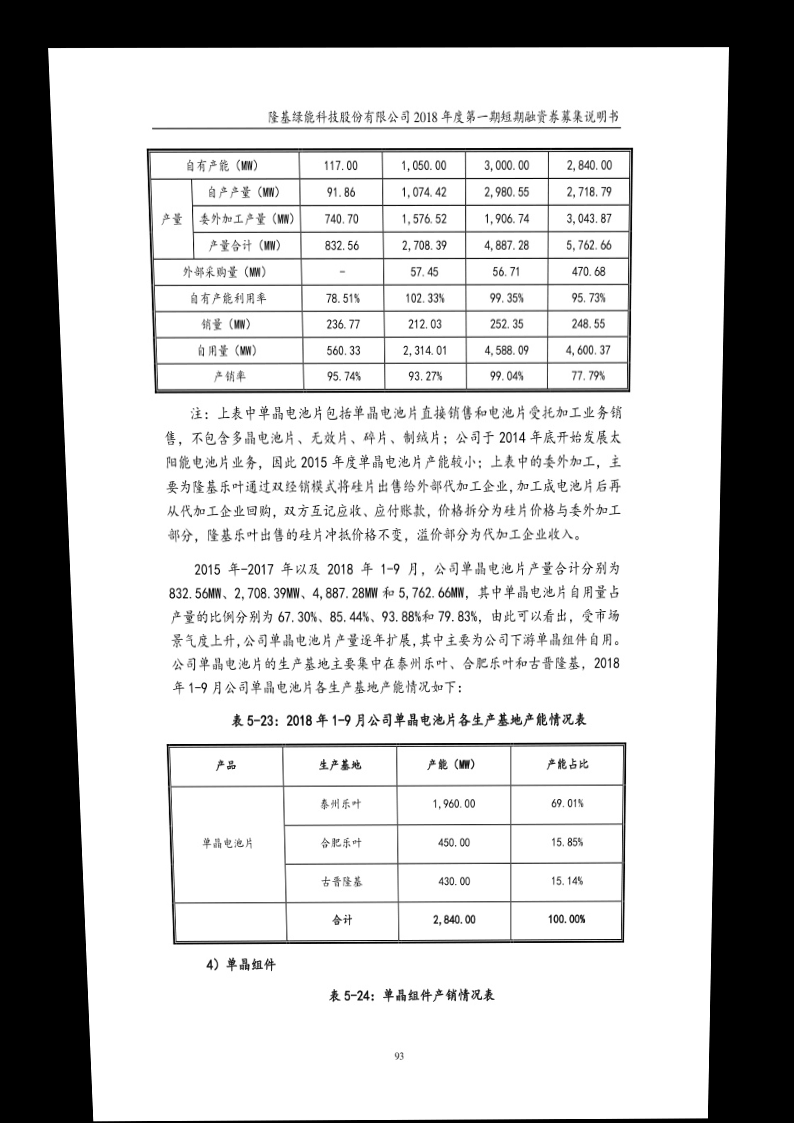 隆基绿能科技股份有限公司 2018 年度第一期短期融资券募集说明书
自有产能（MW） 117.00 1,050.00 3,000.00 2,840.00
产量 自产产量（MW） 91.86 1,074.42 2,980.55 2,718.79
委外加工产量（MW） 740.70 1,576.52 1,906.74 3,043.87
产量合计（MW） 832.56 2,708.39 4,887.28 5,762.66
外部采购量（MW） - 57.45 56.71 470.68
自有产能利用率 78.51% 102.33% 99.35% 95.73%
销量（MW） 236.77 212.03 252.35 248.55
自用量（MW） 560.33 2,314.01 4,588.09 4,600.37
产销率 95.74% 93.27% 99.04% 77.79%
注：上表中单晶电池片包括单晶电池片直接销售和电池片受托加工业务销
售，不包含多晶电池片、无效片、碎片、制绒片；公司于 2014 年底开始发展太
阳能电池片业务，因此 2015 年度单晶电池片产能较小；上表中的委外加工，主
要为隆基乐叶通过双经销模式将硅片出售给外部代加工企业,加工成电池片后再
从代加工企业回购，双方互记应收、应付账款，价格拆分为硅片价格与委外加工
部分，隆基乐叶出售的硅片冲抵价格不变，溢价部分为代加工企业收入。
2015 年-2017 年以及 2018 年 1-9 月，公司单晶电池片产量合计分别为
832.56MW、2,708.39MW、4,887.28MW 和 5,762.66MW，其中单晶电池片自用量占
产量的比例分别为 67.30%、85.44%、93.88%和 79.83%，由此可以看出，受市场
景气度上升,公司单晶电池片产量逐年扩展,其中主要为公司下游单晶组件自用。
公司单晶电池片的生产基地主要集中在泰州乐叶、合肥乐叶和古晋隆基，2018
年 1-9 月公司单晶电池片各生产基地产能情况如下：
表 5-23：2018 年 1-9 月公司单晶电池片各生产基地产能情况表
产品 生产基地 产能（MW） 产能占比
泰州乐叶 1,960.00 69.01%
单晶电池片 合肥乐叶 450.00 15.85%
古晋隆基 430.00 15.14%
合计 2,840.00 100.00%
4）单晶组件
表 5-24：单晶组件产销情况表
93